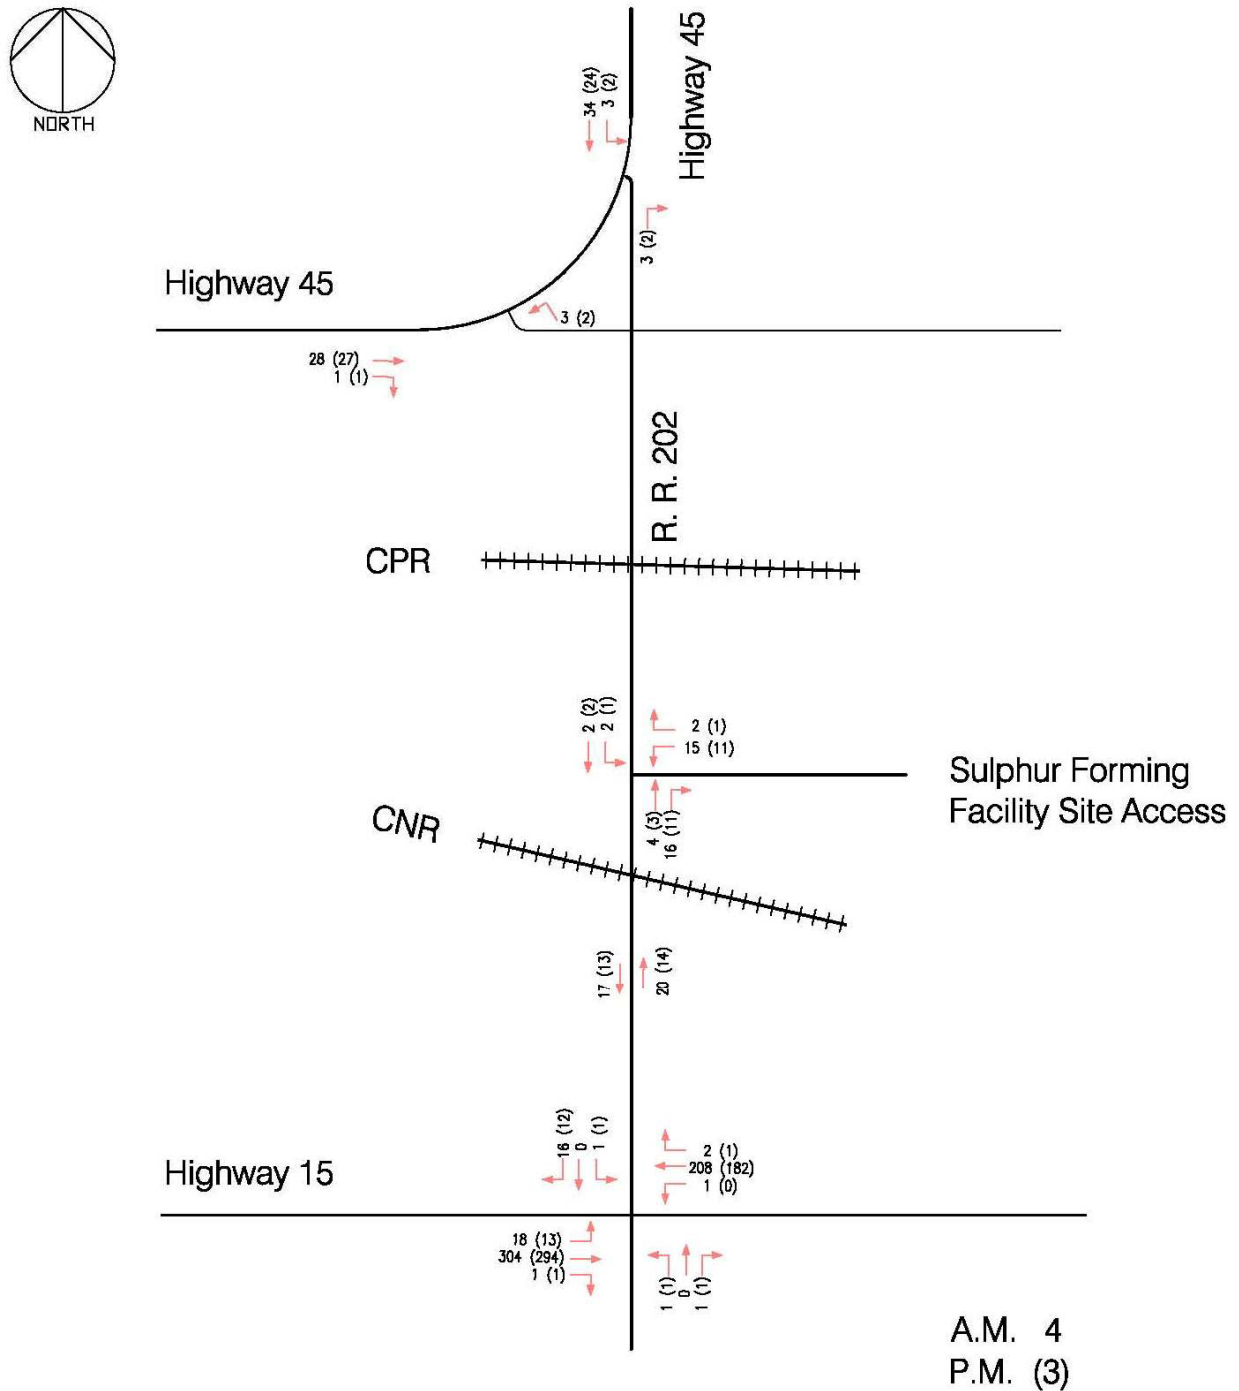 NORTH
34 (24)
3 (2)
Highway 45
3 (2)
Highway 45
3 (2)
28 (27)
1 (1)
R. R. 202
CPR
2 (2)
2 (1)
2 (1)
15 (11)
Sulphur Forming
Facility Site Access
4 (3)
16 (11)
CNR
17 (13)
20 (14)
16 (12)
0
1 (1)
2 (1)
208 (182)
1 (0)
Highway 15
18 (13)
304 (294)
1 (1)
1 (1)
0
1 (1)
A.M. 4
P.M. (3)